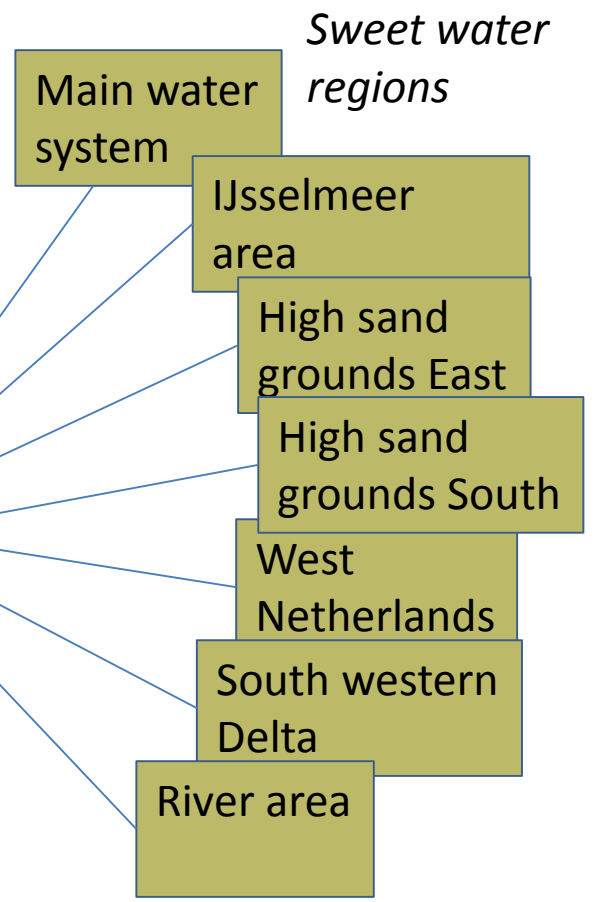 Sweet water
regions
Main water
system
IJsselmeer
area
High sand
grounds East
High sand
grounds South
West
Netherlands
South western
Delta
River area